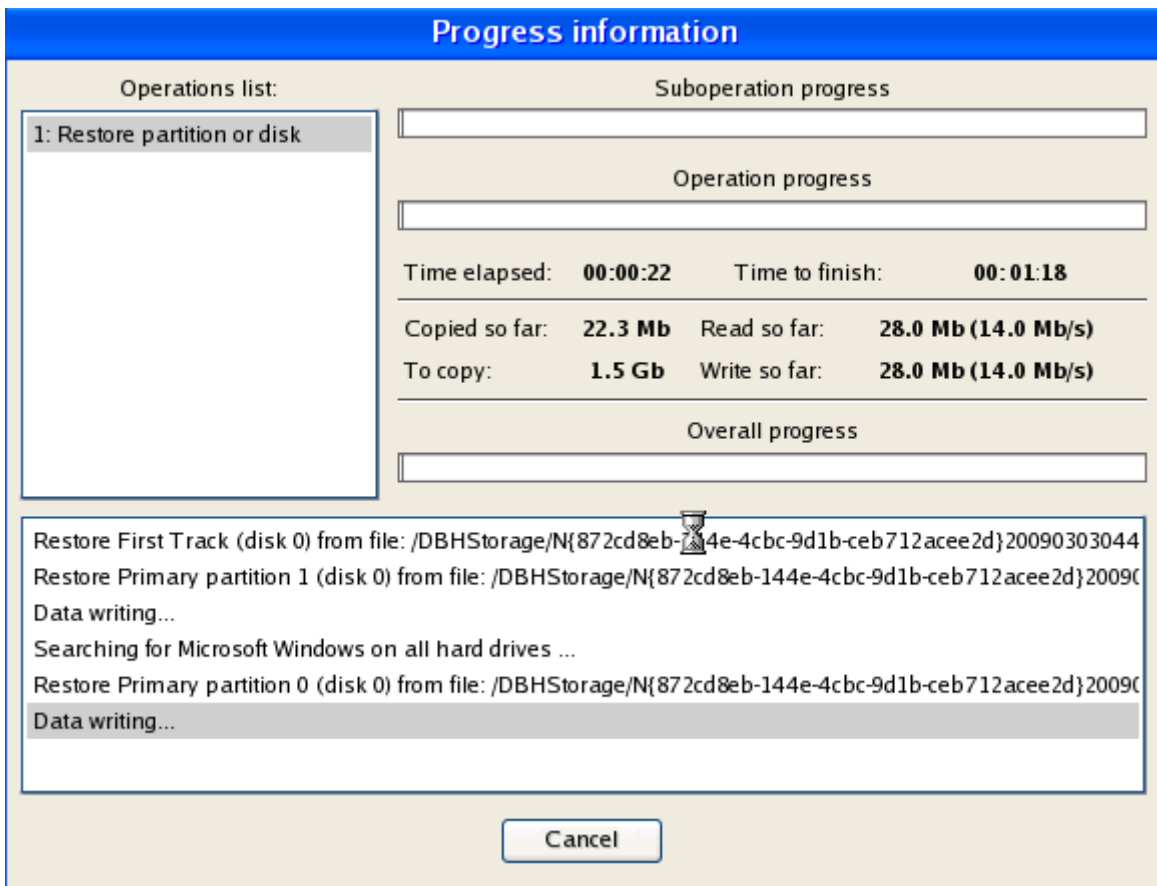 Progress information
Operations list:
1: Restore partition or disk
Suboperation progress
Operation progress
Time elapsed: 00:00:22 Time to finish: 00:01:18
Copied so far: 22.3 Mb Read so far: 28.0 Mb (14.0 Mb/s)
To copy: 1.5 Gb Write so far: 28.0 Mb (14.0 Mb/s)
Overall progress
Restore First Track (disk 0) from file: /DBHStorage/N{872cd8eb- 4e-4cbc-9d1b-ceb712acee2d}20090303044
Restore Primary partition 1 (disk 0) from file: /DBHStorage/N{872cd8eb-144e-4cbc-9d1b-ceb712acee2d}2009
Data writing...
Searching for Microsoft Windows on all hard drives ...
Restore Primary partition 0 (disk 0) from file: /DBHStorage/N{872cd8eb-144e-4cbc-9d1b-ceb712acee2d}2009
Data writing...
Cancel